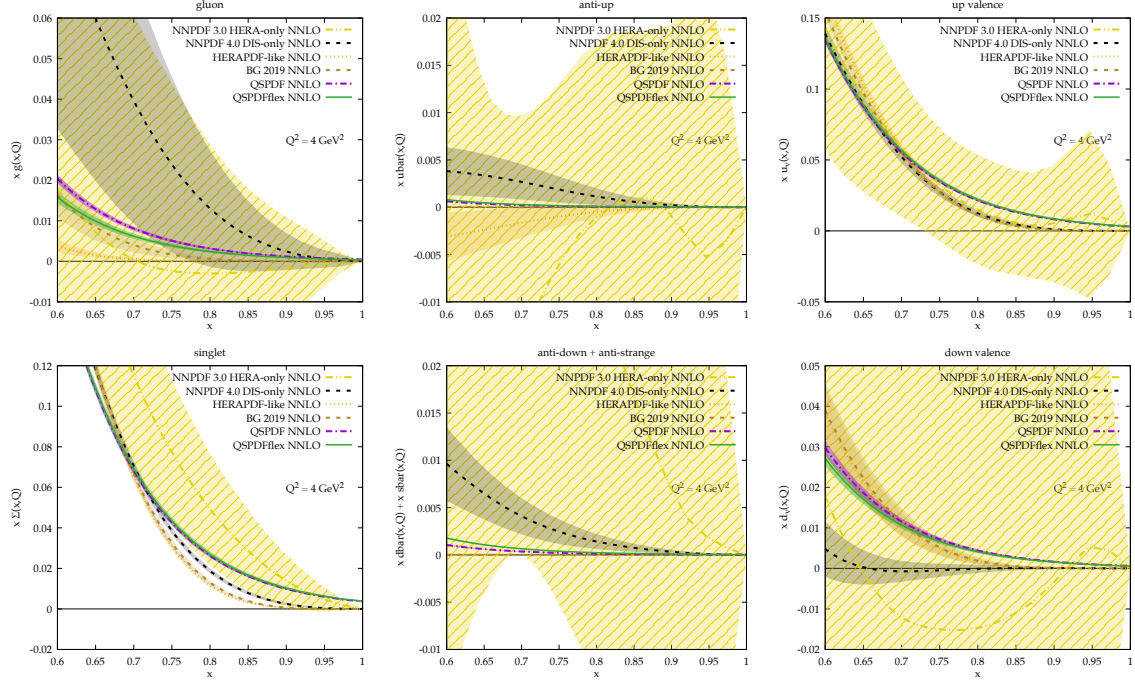 gluon
x g(x,Q)
0.06
0.05
0.04
0.03
0.02
0.01
0
-0.01
NNPDF 3.0 HERA-only NNLO
NNPDF 4.0 DIS-only NNLO
HERAPDF-like NNLO
BG 2019 NNLO
QSPDF NNLO
QSPDFflex NNLO
Q² = 4 GeV²
0.6 0.65 0.7 0.75 0.8 0.85 0.9 0.95 1
x
anti-up
x ubar(x,Q)
0.02
0.015
0.01
0.005
0
-0.005
-0.01
NNPDF 3.0 HERA-only NNLO
NNPDF 4.0 DIS-only NNLO
HERAPDF-like NNLO
BG 2019 NNLO
QSPDF NNLO
QSPDFflex NNLO
Q² = 4 GeV²
0.6 0.65 0.7 0.75 0.8 0.85 0.9 0.95 1
x
up valence
x uᵥ(x,Q)
0.15
0.1
0.05
0
-0.05
NNPDF 3.0 HERA-only NNLO
NNPDF 4.0 DIS-only NNLO
HERAPDF-like NNLO
BG 2019 NNLO
QSPDF NNLO
QSPDFflex NNLO
Q² = 4 GeV²
0.6 0.65 0.7 0.75 0.8 0.85 0.9 0.95 1
x
singlet
x Σ(x,Q)
0.12
0.1
0.08
0.06
0.04
0.02
0
-0.02
NNPDF 3.0 HERA-only NNLO
NNPDF 4.0 DIS-only NNLO
HERAPDF-like NNLO
BG 2019 NNLO
QSPDF NNLO
QSPDFflex NNLO
Q² = 4 GeV²
0.6 0.65 0.7 0.75 0.8 0.85 0.9 0.95 1
x
anti-down + anti-strange
x dbar(x,Q) + x sbar(x,Q)
0.02
0.015
0.01
0.005
0
-0.005
-0.01
NNPDF 3.0 HERA-only NNLO
NNPDF 4.0 DIS-only NNLO
HERAPDF-like NNLO
BG 2019 NNLO
QSPDF NNLO
QSPDFflex NNLO
Q² = 4 GeV²
0.6 0.65 0.7 0.75 0.8 0.85 0.9 0.95 1
x
down valence
x dᵥ(x,Q)
0.05
0.04
0.03
0.02
0.01
0
-0.01
-0.02
NNPDF 3.0 HERA-only NNLO
NNPDF 4.0 DIS-only NNLO
HERAPDF-like NNLO
BG 2019 NNLO
QSPDF NNLO
QSPDFflex NNLO
Q² = 4 GeV²
0.6 0.65 0.7 0.75 0.8 0.85 0.9 0.95 1
x